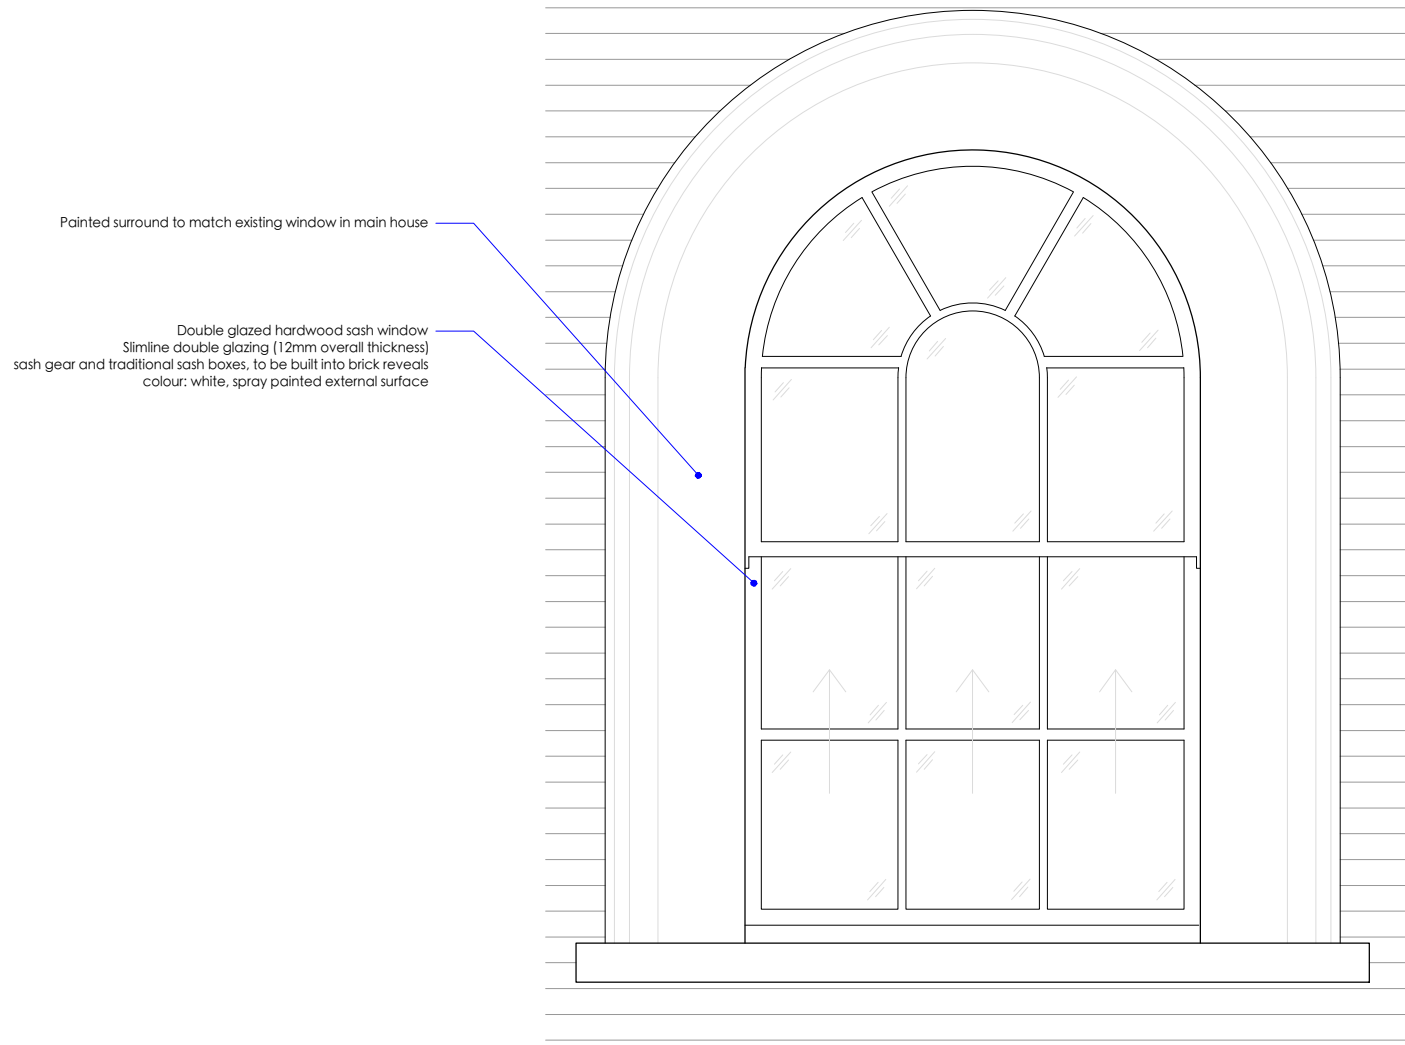 Painted surround to match existing window in main house
Double glazed hardwood sash window
Slimline double glazing (12mm overall thickness)
sash gear and traditional sash boxes, to be built into brick reveals
colour: white, spray painted external surface